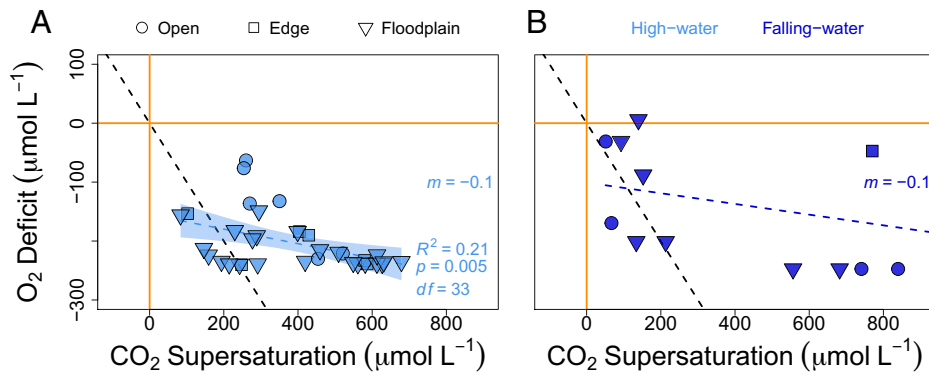 A
Open
Edge
Floodplain
B
High−water
Falling−water
O2 Deficit (μmol L−1)
100
0
−100
−300
m = −0.1
R2 = 0.21
p = 0.005
df = 33
m = −0.1
0
200
400
600
800
0
200
400
600
800
CO2 Supersaturation (μmol L−1)
CO2 Supersaturation (μmol L−1)